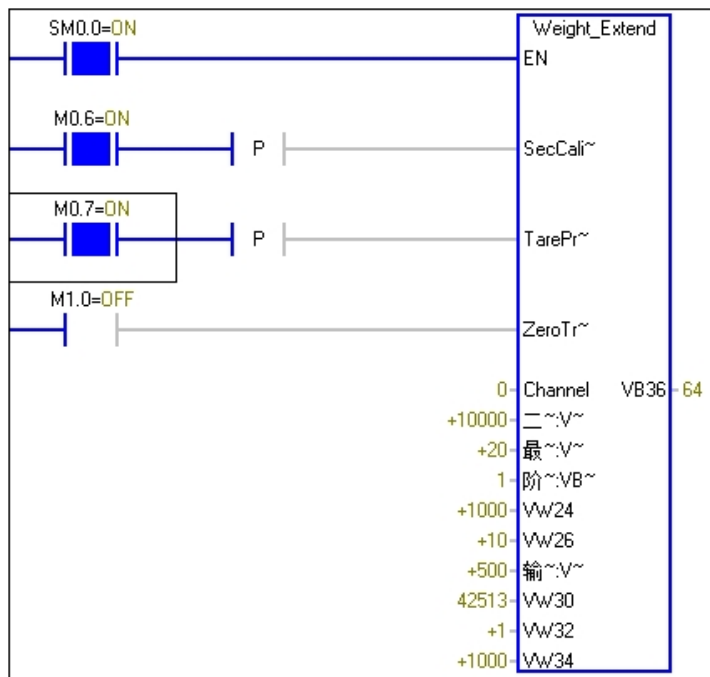 SM0.0=ON
Weight_Extend
EN
M0.6=ON
P
SecCali~
M0.7=ON
P
TarePr~
M1.0=OFF
ZeroTr~
0 Channel VB36 64
+10000 二~:V~
+20 最~:V~
1 阶~:VB~
+1000 VW24
+10 VW26
+500 输~:V~
42513 VW30
+1 VW32
+1000 VW34